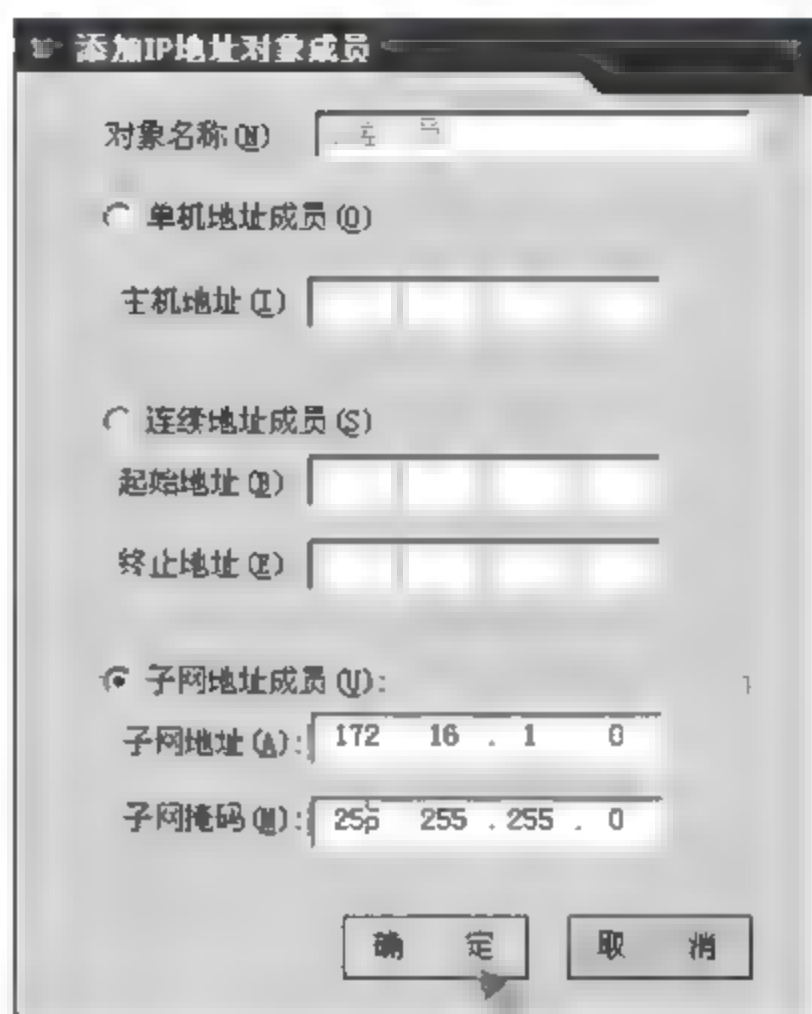 添加IP地址对象成员
对象名称(N)
单机地址成员(O)
主机地址(I)
连续地址成员(S)
起始地址(B)
终止地址(E)
子网地址成员(U):
子网地址(A): 172 16 . 1 0
子网掩码(M): 255 255 . 255 . 0
确 定 取 消